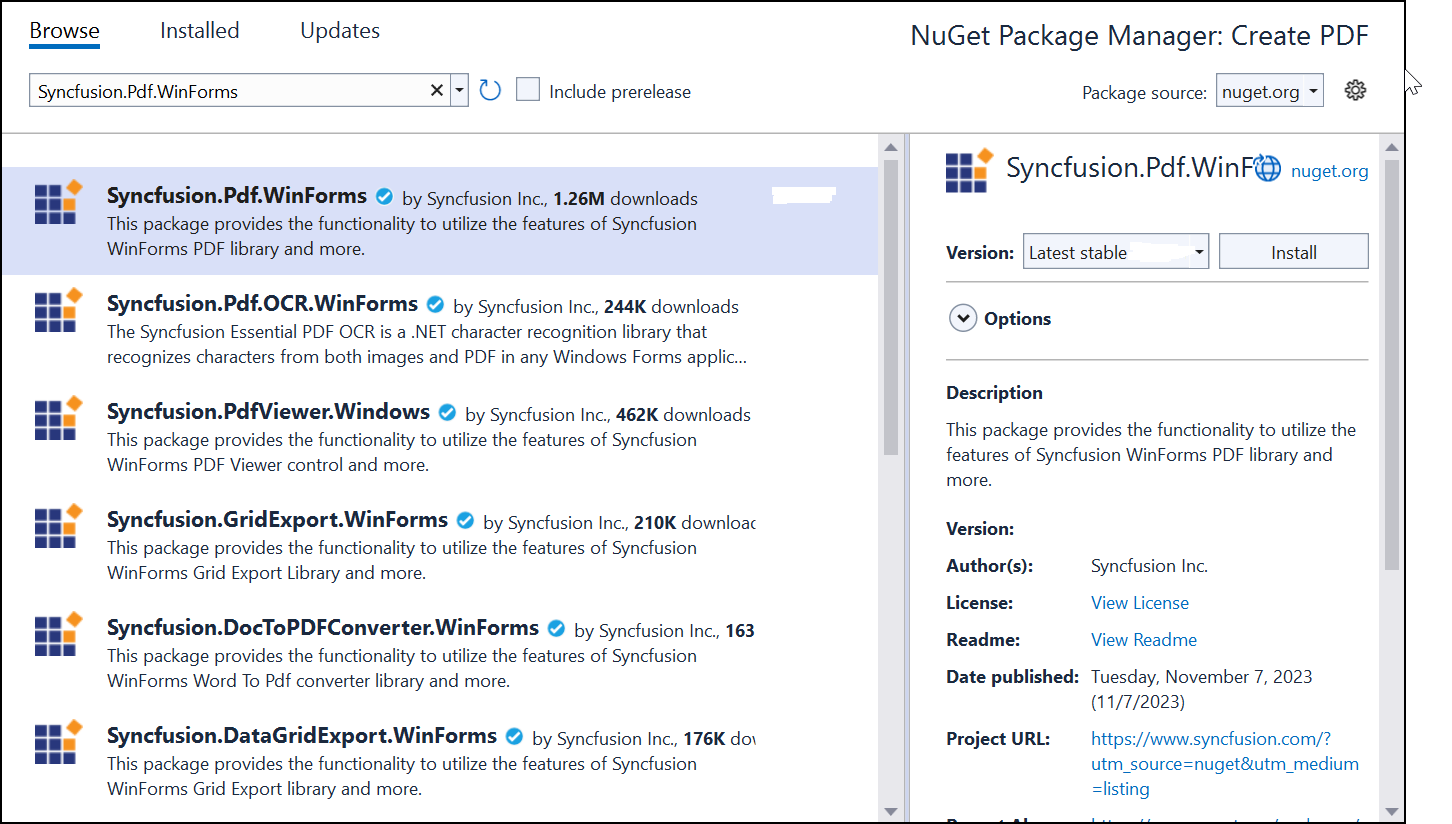 Browse Installed Updates
NuGet Package Manager: Create PDF
Syncfusion.Pdf.WinForms
Include prerelease
Package source: nuget.org
Syncfusion.Pdf.WinForms by Syncfusion Inc., 1.26M downloads
This package provides the functionality to utilize the features of Syncfusion
WinForms PDF library and more.
Syncfusion.Pdf.OCR.WinForms by Syncfusion Inc., 244K downloads
The Syncfusion Essential PDF OCR is a .NET character recognition library that
recognizes characters from both images and PDF in any Windows Forms applic...
Syncfusion.PdfViewer.Windows by Syncfusion Inc., 462K downloads
This package provides the functionality to utilize the features of Syncfusion
WinForms PDF Viewer control and more.
Syncfusion.GridExport.WinForms by Syncfusion Inc., 210K downloac
This package provides the functionality to utilize the features of Syncfusion
WinForms Grid Export Library and more.
Syncfusion.DocToPDFConverter.WinForms by Syncfusion Inc., 163
This package provides the functionality to utilize the features of Syncfusion
WinForms Word To Pdf converter library and more.
Syncfusion.DataGridExport.WinForms by Syncfusion Inc., 176K dov
This package provides the functionality to utilize the features of Syncfusion
WinForms Grid Export library and more.
Syncfusion.Pdf.WinF nuget.org
Version: Latest stable Install
Options
Description
This package provides the functionality to utilize the
features of Syncfusion WinForms PDF library and
more.
Version:
Author(s): Syncfusion Inc.
License: View License
Readme: View Readme
Date published: Tuesday, November 7, 2023
(11/7/2023)
Project URL: https://www.syncfusion.com/?
utm_source=nuget&utm_medium
=listing